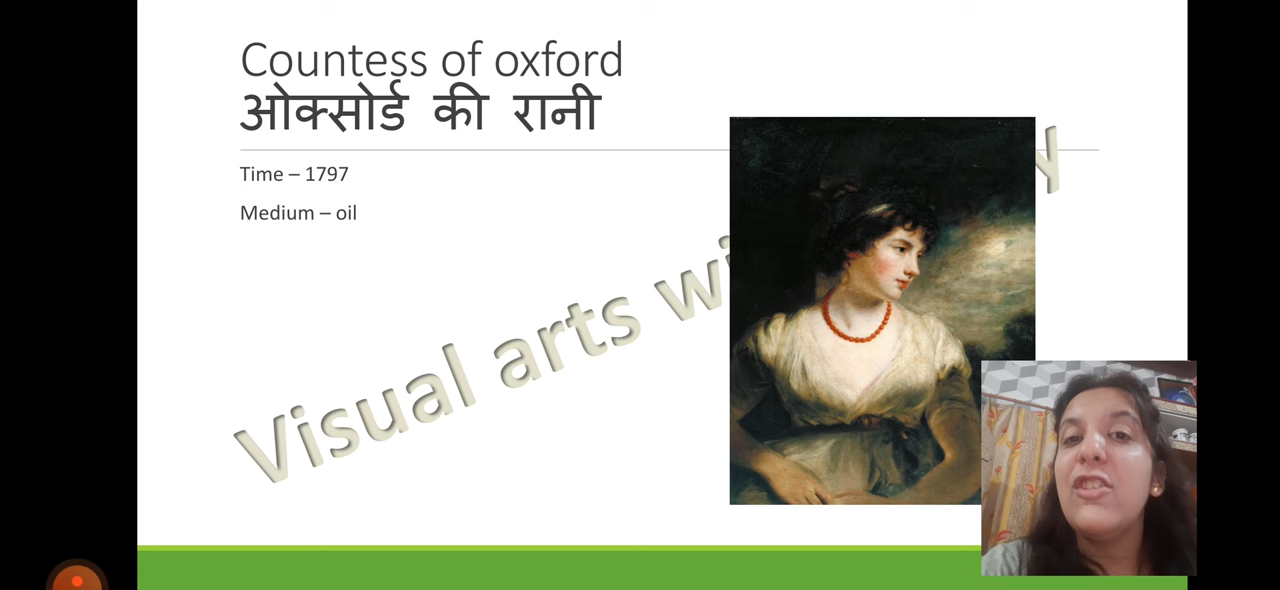 Countess of oxford
ओक्सोर्ड की रानी
Time – 1797
Medium – oil
Visual arts